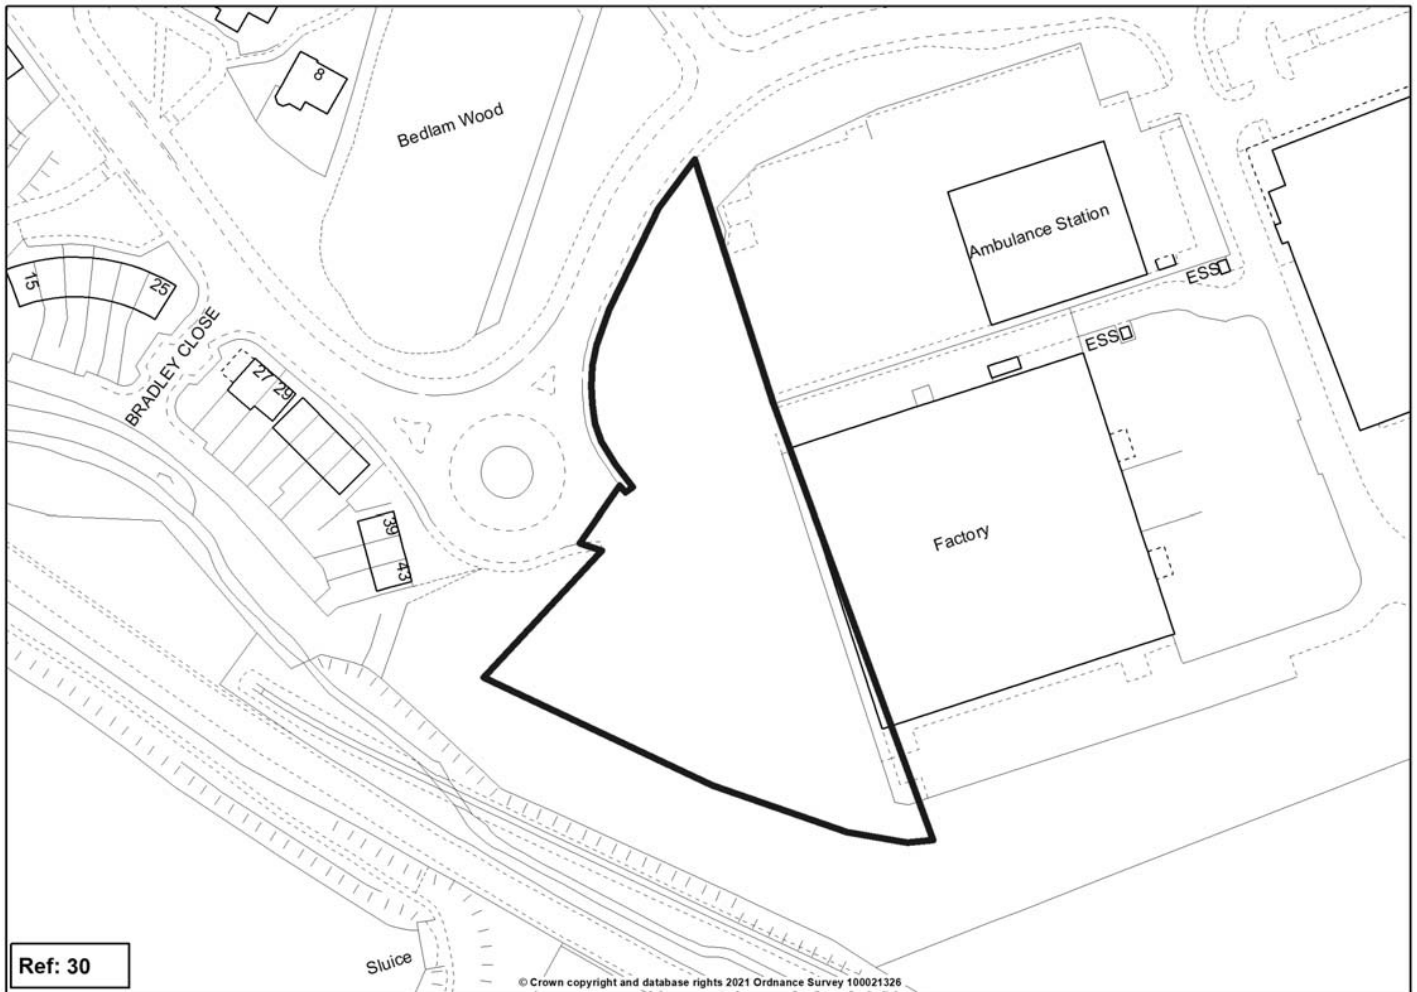 8
Bedlam Wood
Ambulance Station
ESS
ESS
15
25
BRADLEY CLOSE
27
29
39
43
Factory
Sluice
Ref: 30
© Crown copyright and database rights 2021 Ordnance Survey 100021326